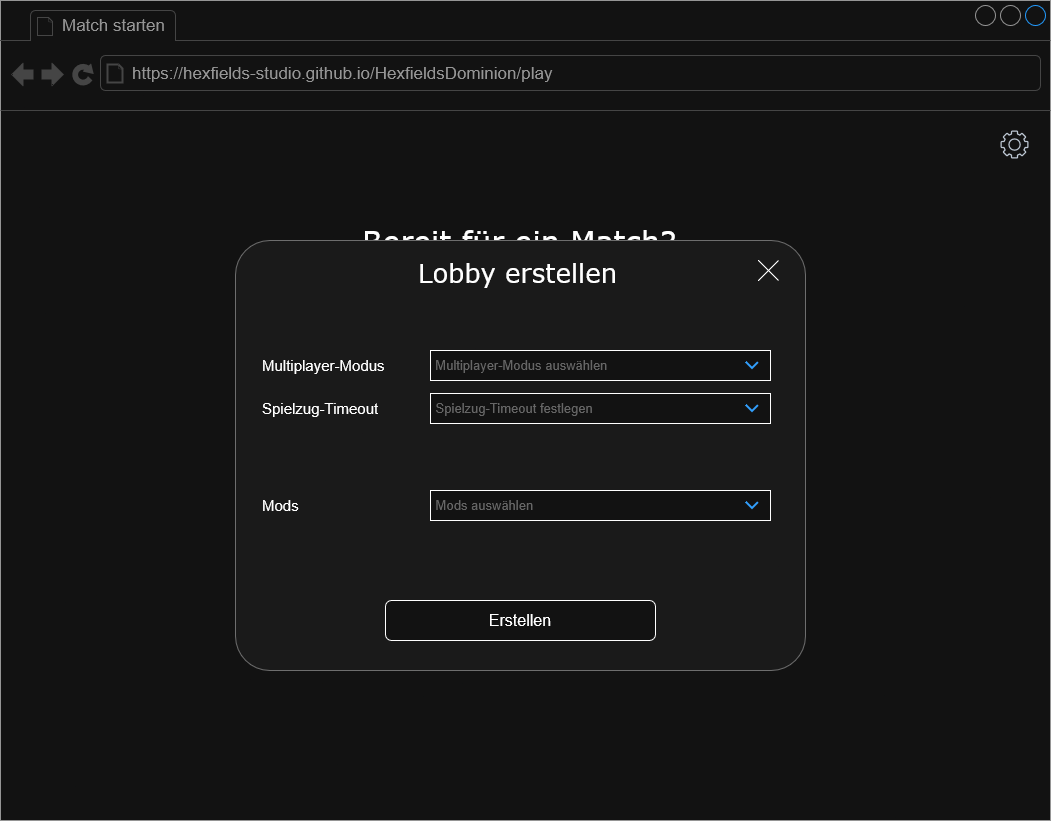 Match starten
https://hexfields-studio.github.io/HexfieldsDominion/play
Bereit für ein Match?
Lobby erstellen
Multiplayer-Modus
Multiplayer-Modus auswählen
Spielzug-Timeout
Spielzug-Timeout festlegen
Mods
Mods auswählen
Erstellen